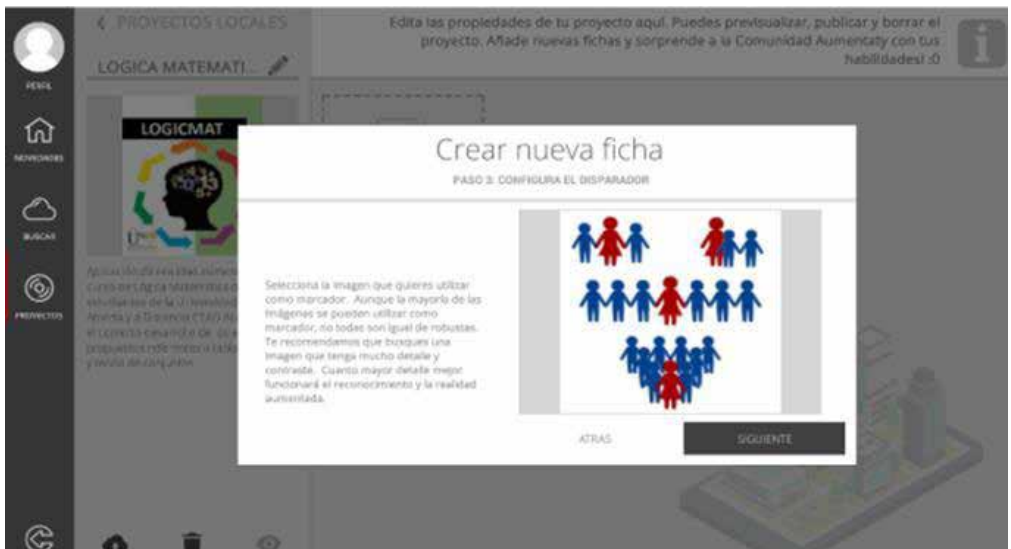 PROYECTOS LOCALES
LOGICA MATEMATI...
Edita las propiedades de tu proyecto aquí. Puedes previsualizar, publicar y borrar el
proyecto. Añade nuevas fichas y sorprende a la Comunidad Aumentaty con tus
habilidades! :0
PERFIL
NOVEDADES
BUSCAR
PROYECTOS
LOGICMAT
Crear nueva ficha
PASO 3: CONFIGURA EL DISPARADOR
Selecciona la imagen que quieres utilizar
como marcador. Aunque la mayoría de las
imágenes se pueden utilizar como
marcador, no todas son igual de robustas.
Te recomendamos que busques una
imagen que tenga mucho detalle y
contraste. Cuanto mayor detalle mejor
funcionará el reconocimiento y la realidad
aumentada.
ATRAS
SIGUIENTE